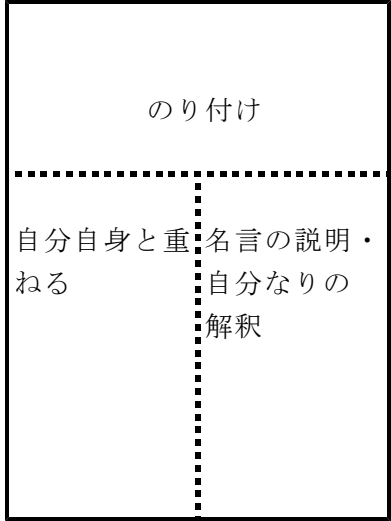 のり付け
自分自身と重
ねる
名言の説明・
自分なりの
解釈